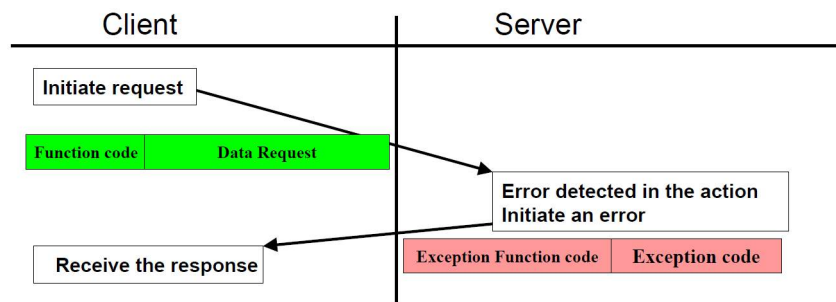 Client
Server
Initiate request
Function code
Data Request
Error detected in the action
Initiate an error
Receive the response
Exception Function code
Exception code